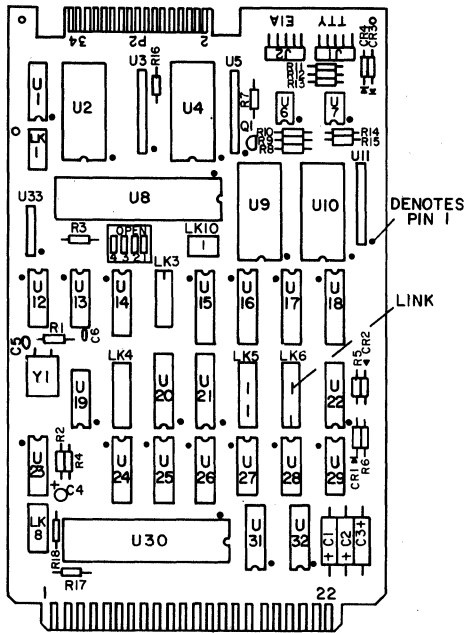 EIA TTY
34 P2 2
J2 J1
CR4
CR3
U3 R16 U5
R11
R12
R13
U1 U2 U4 R7 U6 U7
Q1
R10
R9
R8
R14
R15
LK1
U11
U33 U8 U9 U10
DENOTES
PIN 1
R3 OPEN
4 3 2 1
LK10
LK3
U12 U13 U14 U15 U16 U17 U18
LINK
C5 R1 C6
Y1
LK4 LK5 LK6
R5 CR2
U19 U20 U21 U22
R2
R4
U23 U24 U25 U26 U27 U28 U29
CR1 R6
+ C4
LK8
U30 U31 U32
+ C1
+ C2
C3 +
R18
R17
1 22